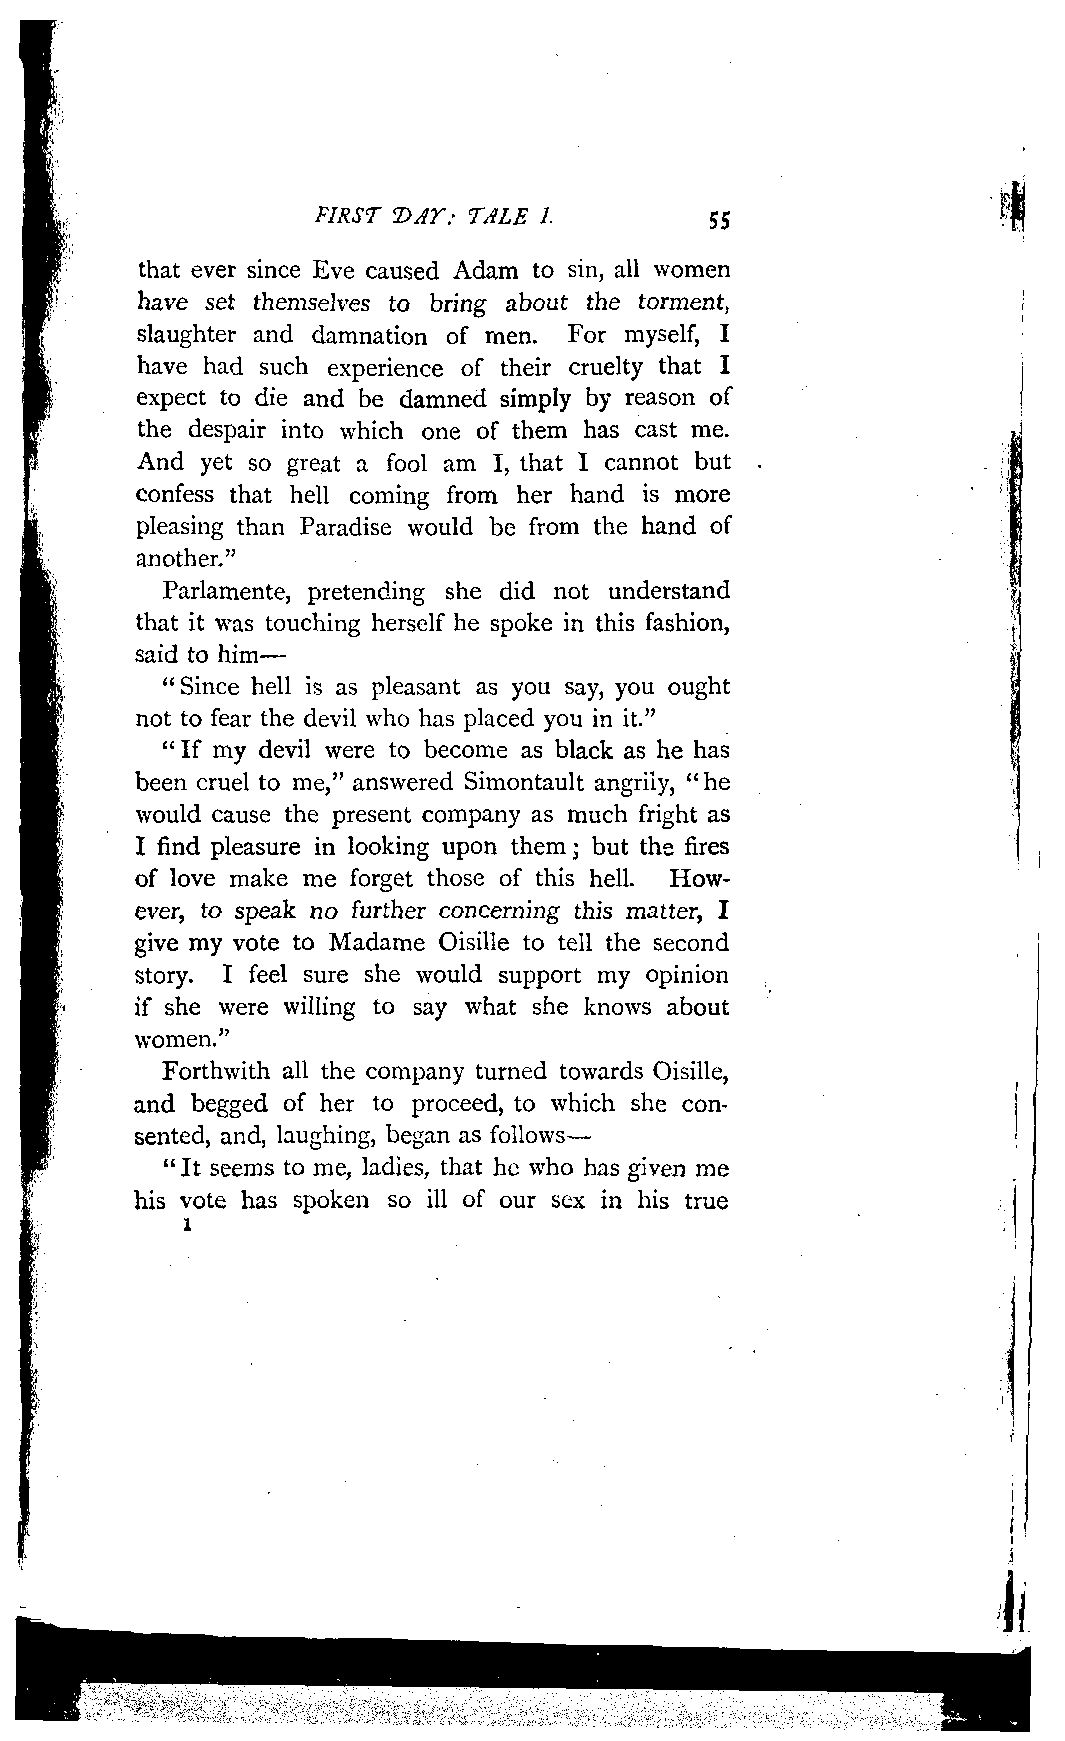 FIRST DAY: TALE 1. 55
that ever since Eve caused Adam to sin, all women
have set themselves to bring about the torment,
slaughter and damnation of men. For myself, I
have had such experience of their cruelty that I
expect to die and be damned simply by reason of
the despair into which one of them has cast me.
And yet so great a fool am I, that I cannot but
confess that hell coming from her hand is more
pleasing than Paradise would be from the hand of
another."
Parlamente, pretending she did not understand
that it was touching herself he spoke in this fashion,
said to him—
"Since hell is as pleasant as you say, you ought
not to fear the devil who has placed you in it."
"If my devil were to become as black as he has
been cruel to me," answered Simontault angrily, "he
would cause the present company as much fright as
I find pleasure in looking upon them; but the fires
of love make me forget those of this hell. How-
ever, to speak no further concerning this matter, I
give my vote to Madame Oisille to tell the second
story. I feel sure she would support my opinion
if she were willing to say what she knows about
women."
Forthwith all the company turned towards Oisille,
and begged of her to proceed, to which she con-
sented, and, laughing, began as follows—
"It seems to me, ladies, that he who has given me
his vote has spoken so ill of our sex in his true
1